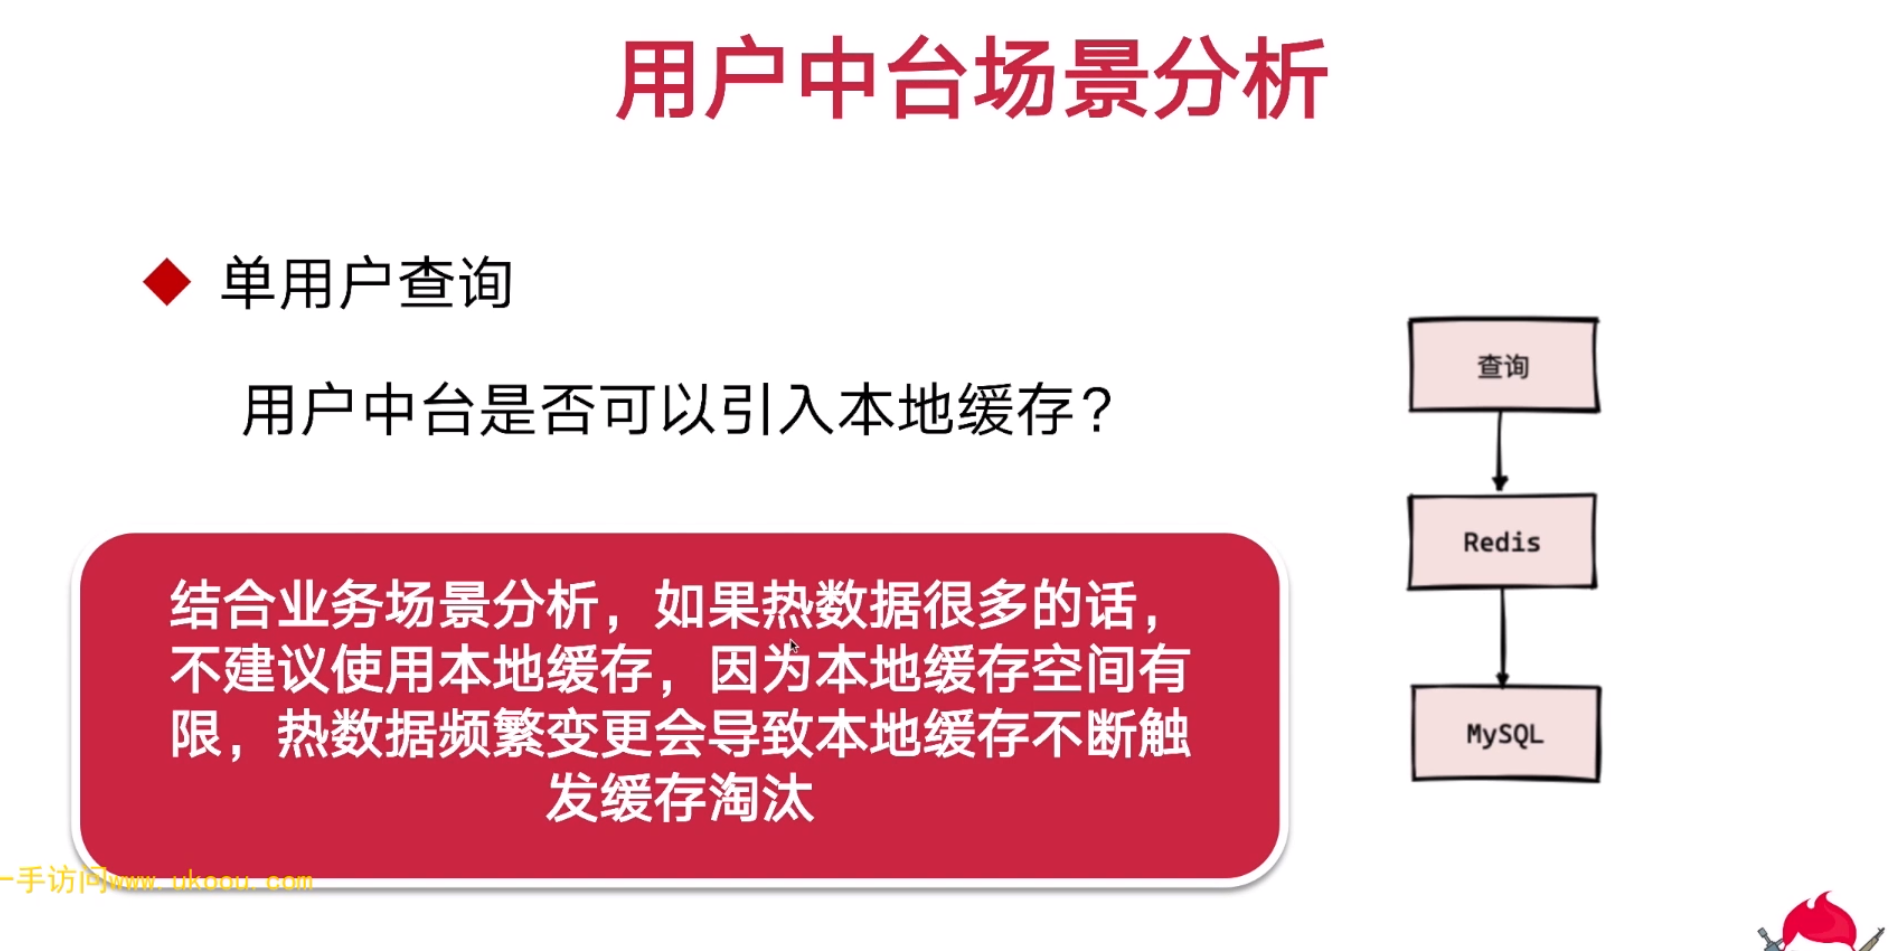 用户中台场景分析
单用户查询
用户中台是否可以引入本地缓存?
结合业务场景分析，如果热数据很多的话，
不建议使用本地缓存，因为本地缓存空间有
限，热数据频繁变更会导致本地缓存不断触
发缓存淘汰
查询
Redis
MySQL
一手访问www.ukoou.com